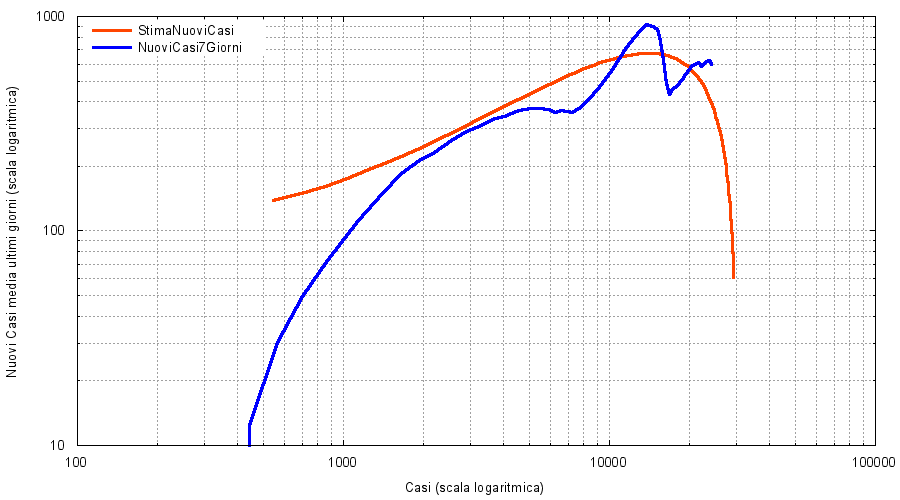 1000
StimaNuoviCasi
NuoviCasi7Giorni
Nuovi Casi media ultimi giorni (scala logaritmica)
100
10
100
1000
10000
100000
Casi (scala logaritmica)